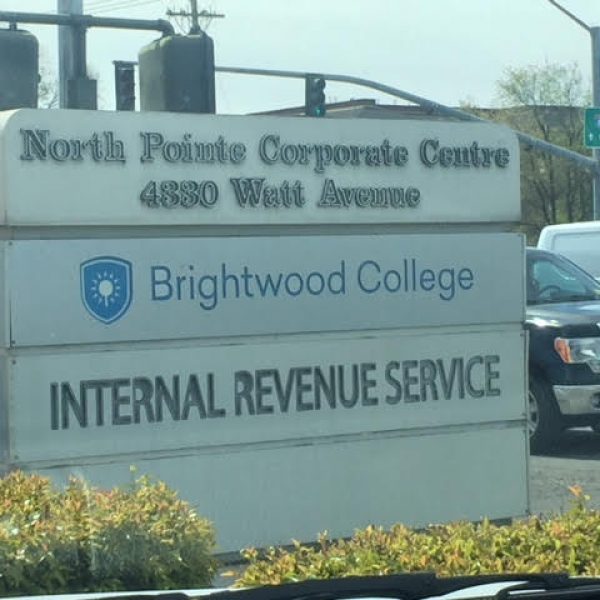 North Pointe Corporate Centre
4330 Watt Avenue
Brightwood College
INTERNAL REVENUE SERVICE